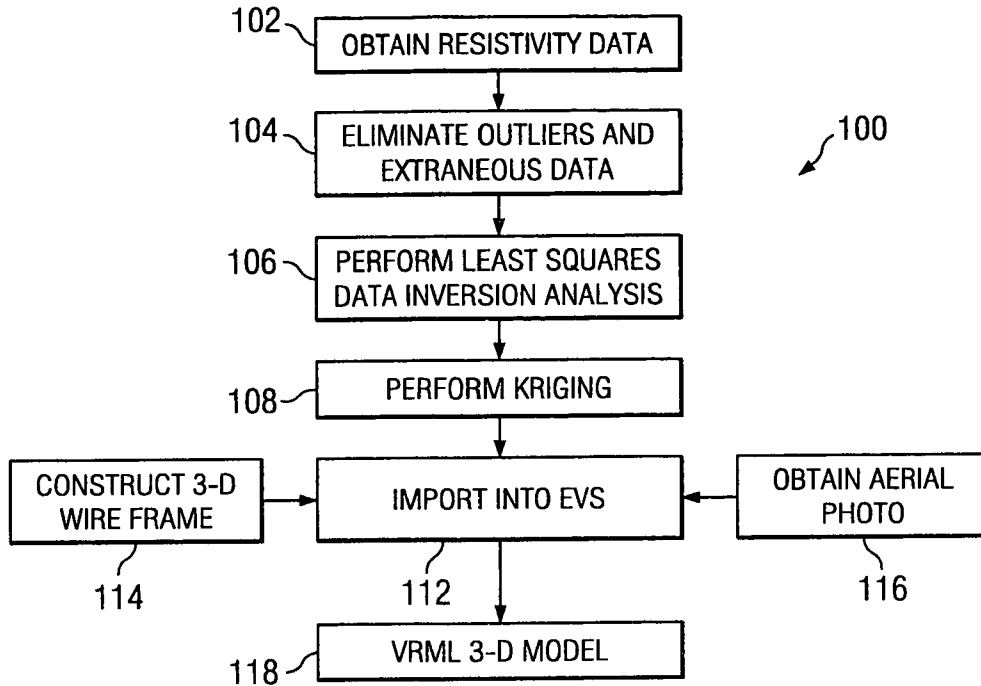 102
OBTAIN RESISTIVITY DATA
104
ELIMINATE OUTLIERS AND
EXTRANEOUS DATA
100
106
PERFORM LEAST SQUARES
DATA INVERSION ANALYSIS
108
PERFORM KRIGING
CONSTRUCT 3-D
WIRE FRAME
114
IMPORT INTO EVS
112
OBTAIN AERIAL
PHOTO
116
118
VRML 3-D MODEL